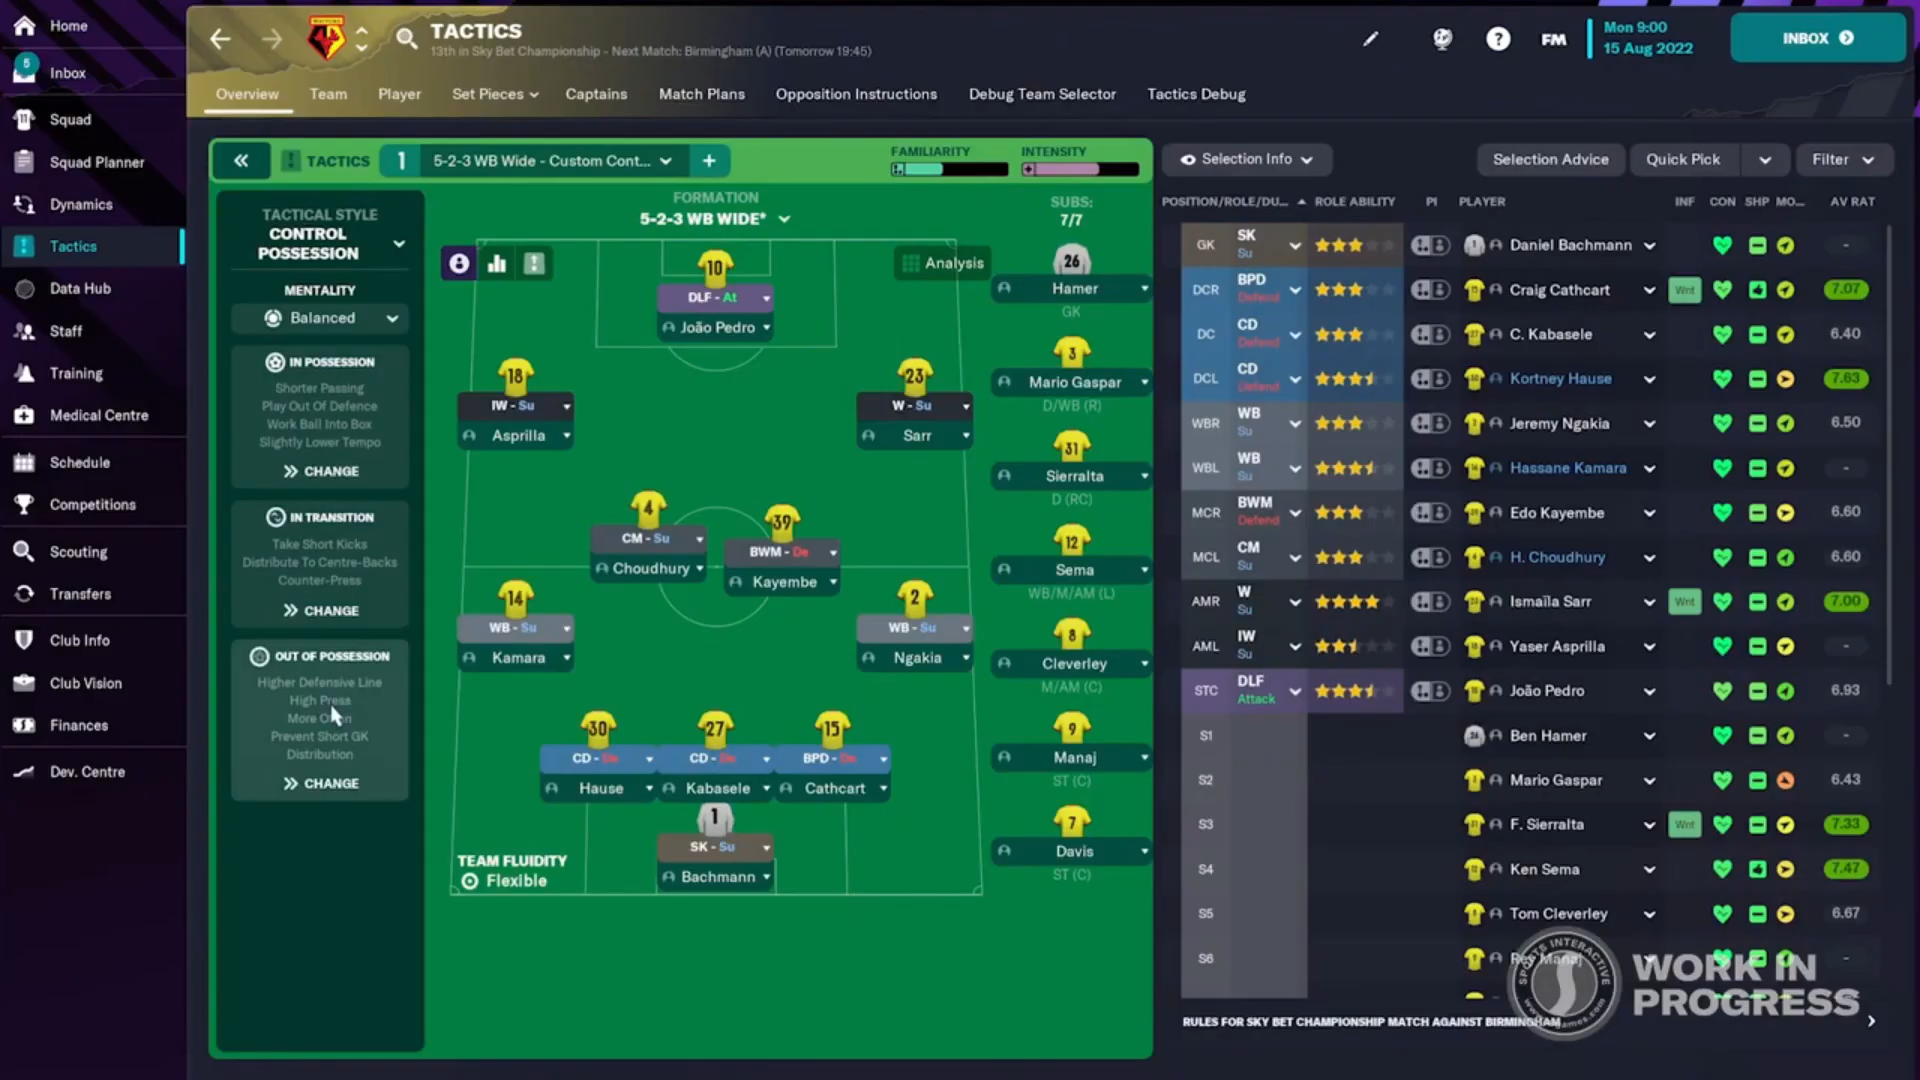 Home
5
Inbox
11
Squad
Squad Planner
Dynamics
Tactics
Data Hub
Staff
Training
Medical Centre
Schedule
Competitions
Scouting
Transfers
Club Info
Club Vision
Finances
Dev. Centre
TACTICS
13th in Sky Bet Championship - Next Match: Birmingham (A) (Tomorrow 19:45)
FM
Mon 9:00
15 Aug 2022
INBOX
Overview
Team
Player
Set Pieces
Captains
Match Plans
Opposition Instructions
Debug Team Selector
Tactics Debug
TACTICS
1
5-2-3 WB Wide - Custom Cont...
FAMILIARITY
INTENSITY
TACTICAL STYLE
CONTROL
POSSESSION
MENTALITY
Balanced
IN POSSESSION
Shorter Passing
Play Out Of Defence
Work Ball Into Box
Slightly Lower Tempo
CHANGE
IN TRANSITION
Take Short Kicks
Distribute To Centre-Backs
Counter-Press
CHANGE
OUT OF POSSESSION
Higher Defensive Line
High Press
More
Prevent Short GK
Distribution
CHANGE
FORMATION
5-2-3 WB WIDE*
Analysis
10
DLF - At
João Pedro
18
IW - Su
Asprilla
23
W - Su
Sarr
4
CM - Su
Choudhury
39
BWM - De
Kayembe
14
WB - Su
Kamara
2
WB - Su
Ngakia
30
CD - De
Hause
27
CD - De
Kabasele
15
BPD - De
Cathcart
1
SK - Su
Bachmann
TEAM FLUIDITY
Flexible
SUBS:
7/7
26
Hamer
GK
3
Mario Gaspar
D/WB (R)
31
Sierralta
D (RC)
12
Sema
WB/M/AM (L)
8
Cleverley
M/AM (C)
9
Manaj
ST (C)
7
Davis
ST (C)
Selection Info
Selection Advice
Quick Pick
Filter
POSITION/ROLE/DU... ROLE ABILITY PI PLAYER INF CON SHP MO... AV RAT
GK SK Su Daniel Bachmann -
DCR BPD Defend Craig Cathcart Wnt 7.07
DC CD Defend C. Kabasele 6.40
DCL CD Defend Kortney Hause 7.63
WBR WB Su Jeremy Ngakia 6.50
WBL WB Su Hassane Kamara -
MCR BWM Defend Edo Kayembe 6.60
MCL CM Su H. Choudhury 6.60
AMR W Su Ismaïla Sarr Wnt 7.00
AML IW Su Yaser Asprilla -
STC DLF Attack João Pedro 6.93
S1 Ben Hamer -
S2 Mario Gaspar 6.43
S3 F. Sierralta Wnt 7.33
S4 Ken Sema 7.47
S5 Tom Cleverley 6.67
S6 Rey Manaj -
RULES FOR SKY BET CHAMPIONSHIP MATCH AGAINST BIRMINGHAM
SPORTS INTERACTIVE
WORK IN
PROGRESS